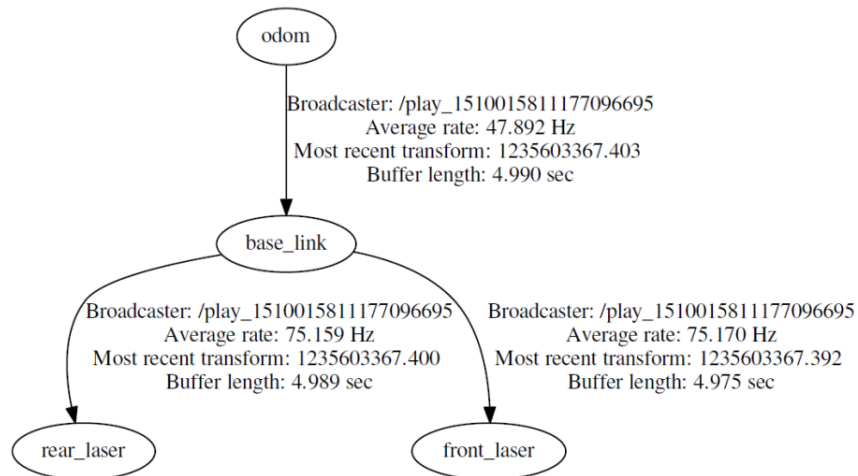 odom
Broadcaster: /play_1510015811177096695
Average rate: 47.892 Hz
Most recent transform: 1235603367.403
Buffer length: 4.990 sec
base_link
Broadcaster: /play_1510015811177096695
Average rate: 75.159 Hz
Most recent transform: 1235603367.400
Buffer length: 4.989 sec
Broadcaster: /play_1510015811177096695
Average rate: 75.170 Hz
Most recent transform: 1235603367.392
Buffer length: 4.975 sec
rear_laser
front_laser